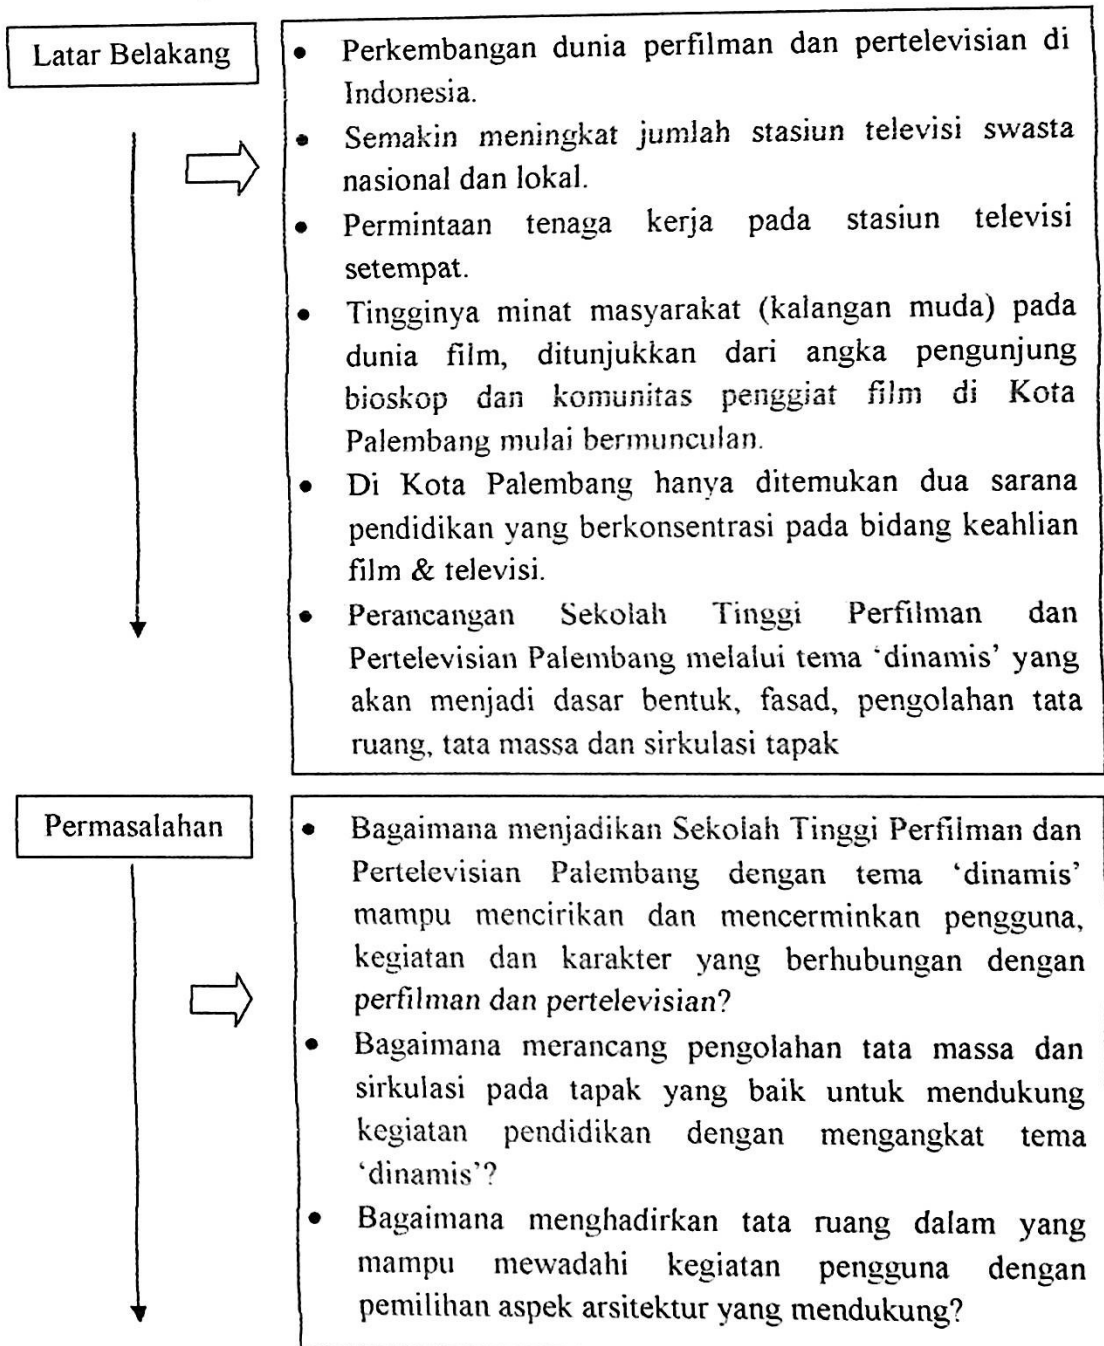 Latar Belakang
• Perkembangan dunia perfilman dan pertelevisian di
Indonesia.
• Semakin meningkat jumlah stasiun televisi swasta
nasional dan lokal.
• Permintaan tenaga kerja pada stasiun televisi
setempat.
• Tingginya minat masyarakat (kalangan muda) pada
dunia film, ditunjukkan dari angka pengunjung
bioskop dan komunitas penggiat film di Kota
Palembang mulai bermunculan.
• Di Kota Palembang hanya ditemukan dua sarana
pendidikan yang berkonsentrasi pada bidang keahlian
film & televisi.
• Perancangan Sekolah Tinggi Perfilman dan
Pertelevisian Palembang melalui tema ‘dinamis’ yang
akan menjadi dasar bentuk, fasad, pengolahan tata
ruang, tata massa dan sirkulasi tapak
Permasalahan
• Bagaimana menjadikan Sekolah Tinggi Perfilman dan
Pertelevisian Palembang dengan tema ‘dinamis’
mampu mencirikan dan mencerminkan pengguna,
kegiatan dan karakter yang berhubungan dengan
perfilman dan pertelevisian?
• Bagaimana merancang pengolahan tata massa dan
sirkulasi pada tapak yang baik untuk mendukung
kegiatan pendidikan dengan mengangkat tema
‘dinamis’?
• Bagaimana menghadirkan tata ruang dalam yang
mampu mewadahi kegiatan pengguna dengan
pemilihan aspek arsitektur yang mendukung?